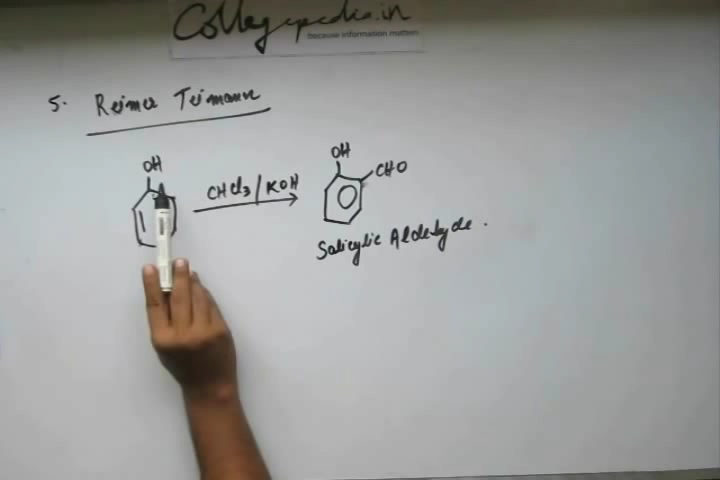 Collegepedia.in
because information matters
5. Reimer Teimann
OH
CHCl3/KOH
OH
CHO
Salicylic Aldehyde.